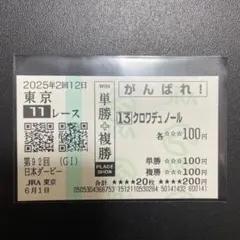 2025年2回12日
東京
11レース
第92回 (GⅠ)
日本ダービー
JRA 東京
6月1日
WIN
単勝+複勝
PLACE SHOW
がんばれ!
13 クロワデュノール
各☆☆☆100円
単勝 : ☆☆☆100円
複勝 : ☆☆☆100円
合計 ★★★★20枚 ★★★★200円